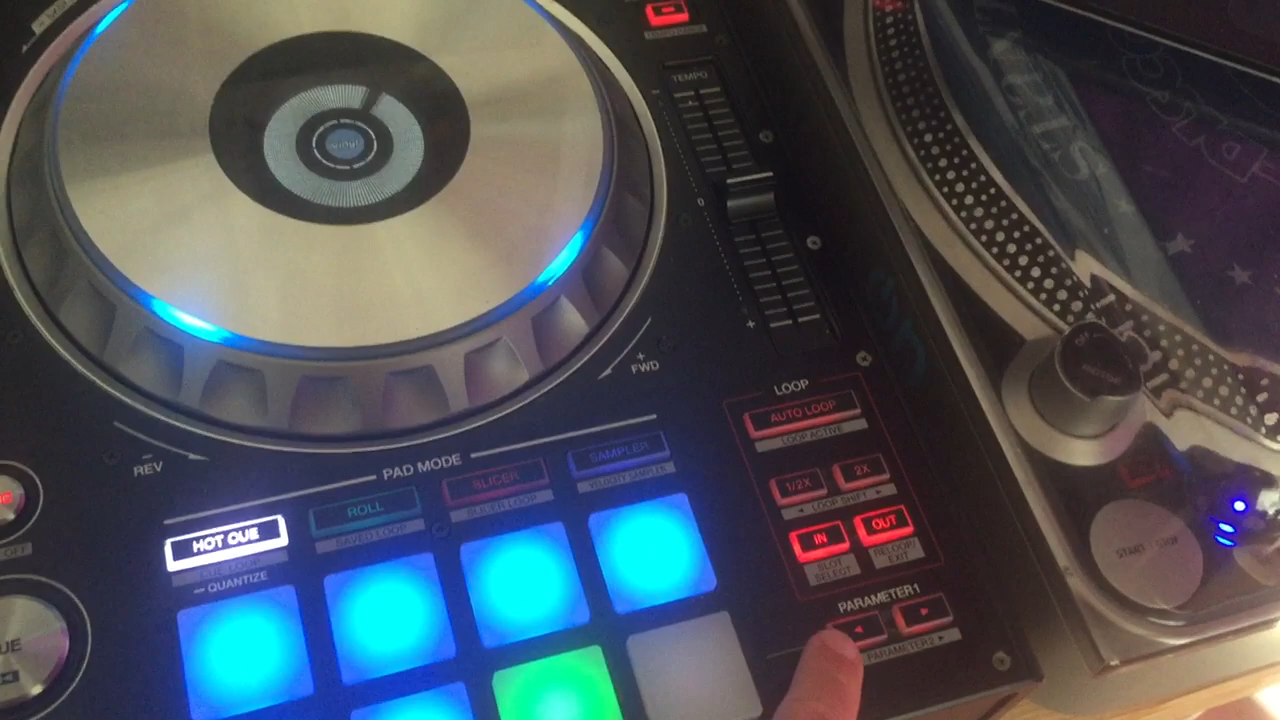 TEMPO
0
+
+
FWD
-
REV
LOOP
AUTO LOOP
LOOP ACTIVE
1/2X
2X
◄ LOOP SHIFT ►
IN
OUT
SLOT SELECT
RELOOP/
EXIT
PAD MODE
HOT CUE
ROLL
SLICER
SAMPLER
SAVED LOOP
SLICER LOOP
VELOCITY SAMPLER
- QUANTIZE
OFF
PARAMETER1
◄
►
PARAMETER2 ►
START